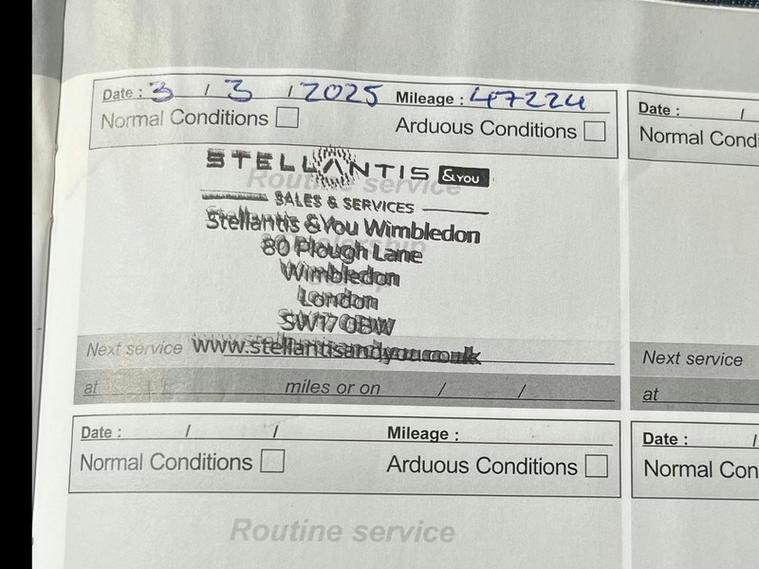 Date : 3 / 3 / 2025 Mileage : 47224
Normal Conditions Arduous Conditions
STELLANTIS &YOU
Routine service
SALES & SERVICES
Stellantis &You Wimbledon
80 Plough Lane
Wimbledon
London
SW17 0BW
Next service www.stellantisandyou.co.uk
at miles or on / /
Date : / / Mileage :
Normal Conditions Arduous Conditions
Routine service
Date : /
Normal Condi
Next service
at
Date : /
Normal Con